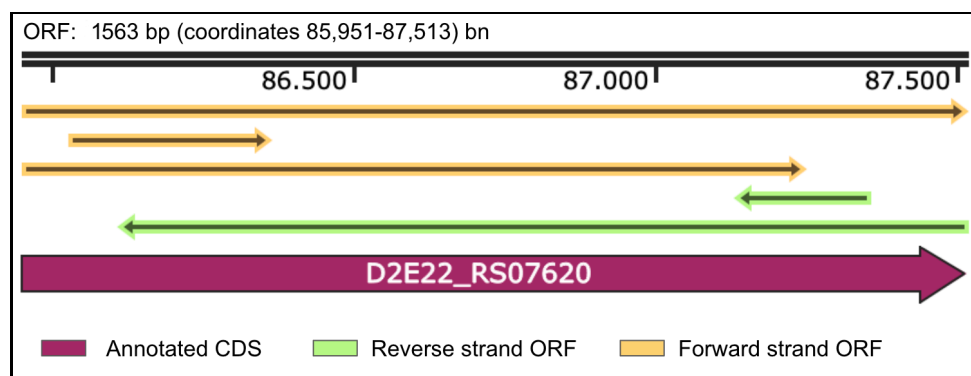 ORF: 1563 bp (coordinates 85,951-87,513) bn
86.500 87.000 87.500
D2E22_RS07620
Annotated CDS Reverse strand ORF Forward strand ORF